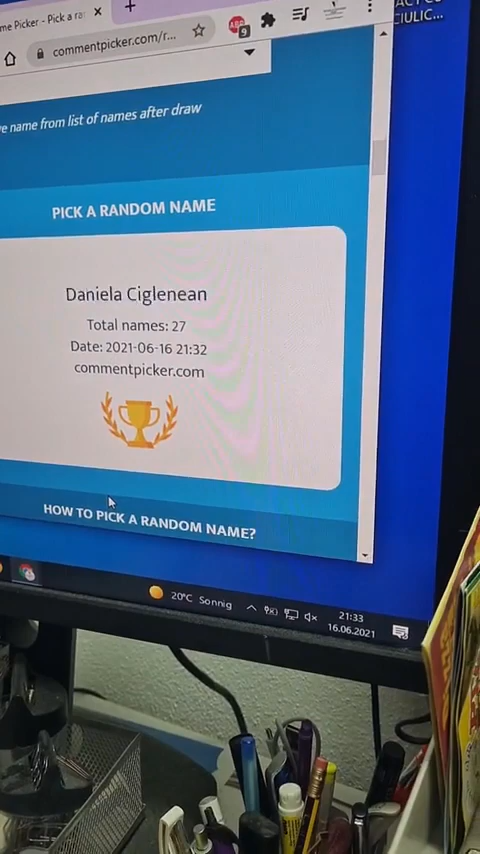 me Picker - Pick a ra
commentpicker.com/r...
9
CIULIC...
e name from list of names after draw
PICK A RANDOM NAME
Daniela Ciglenean
Total names: 27
Date: 2021-06-16 21:32
commentpicker.com
HOW TO PICK A RANDOM NAME?
20°C Sonnig
21:33
16.06.2021